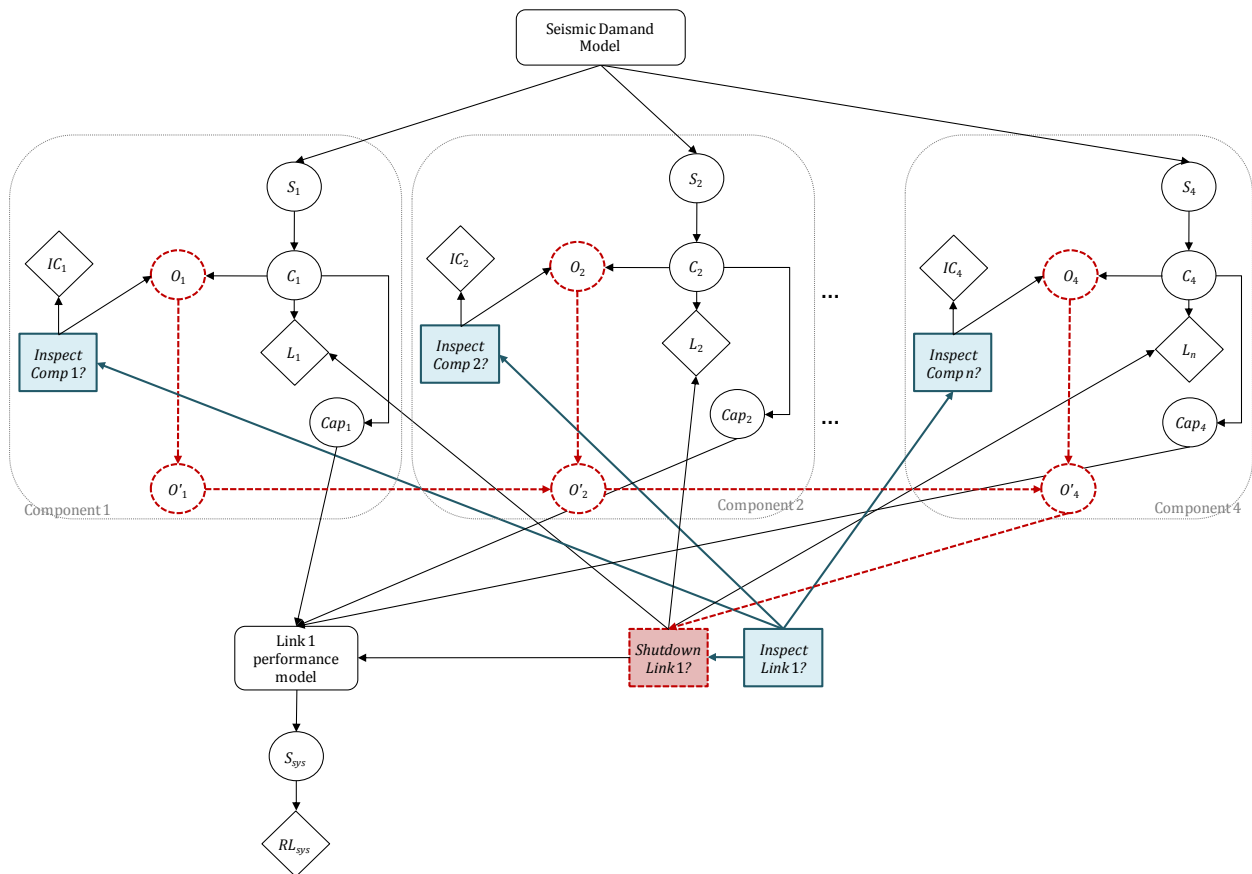 Seismic Damand
Model
S1
S2
S4
IC1
O1
C1
IC2
O2
C2
IC4
O4
C4
...
Inspect
Comp 1?
L1
Inspect
Comp 2?
L2
Inspect
Comp n?
Ln
Cap1
Cap2
...
Cap4
O'1
O'2
O'4
Component 1
Component 2
Component 4
Link 1
performance
model
Shutdown
Link 1?
Inspect
Link 1?
Ssys
RLsys